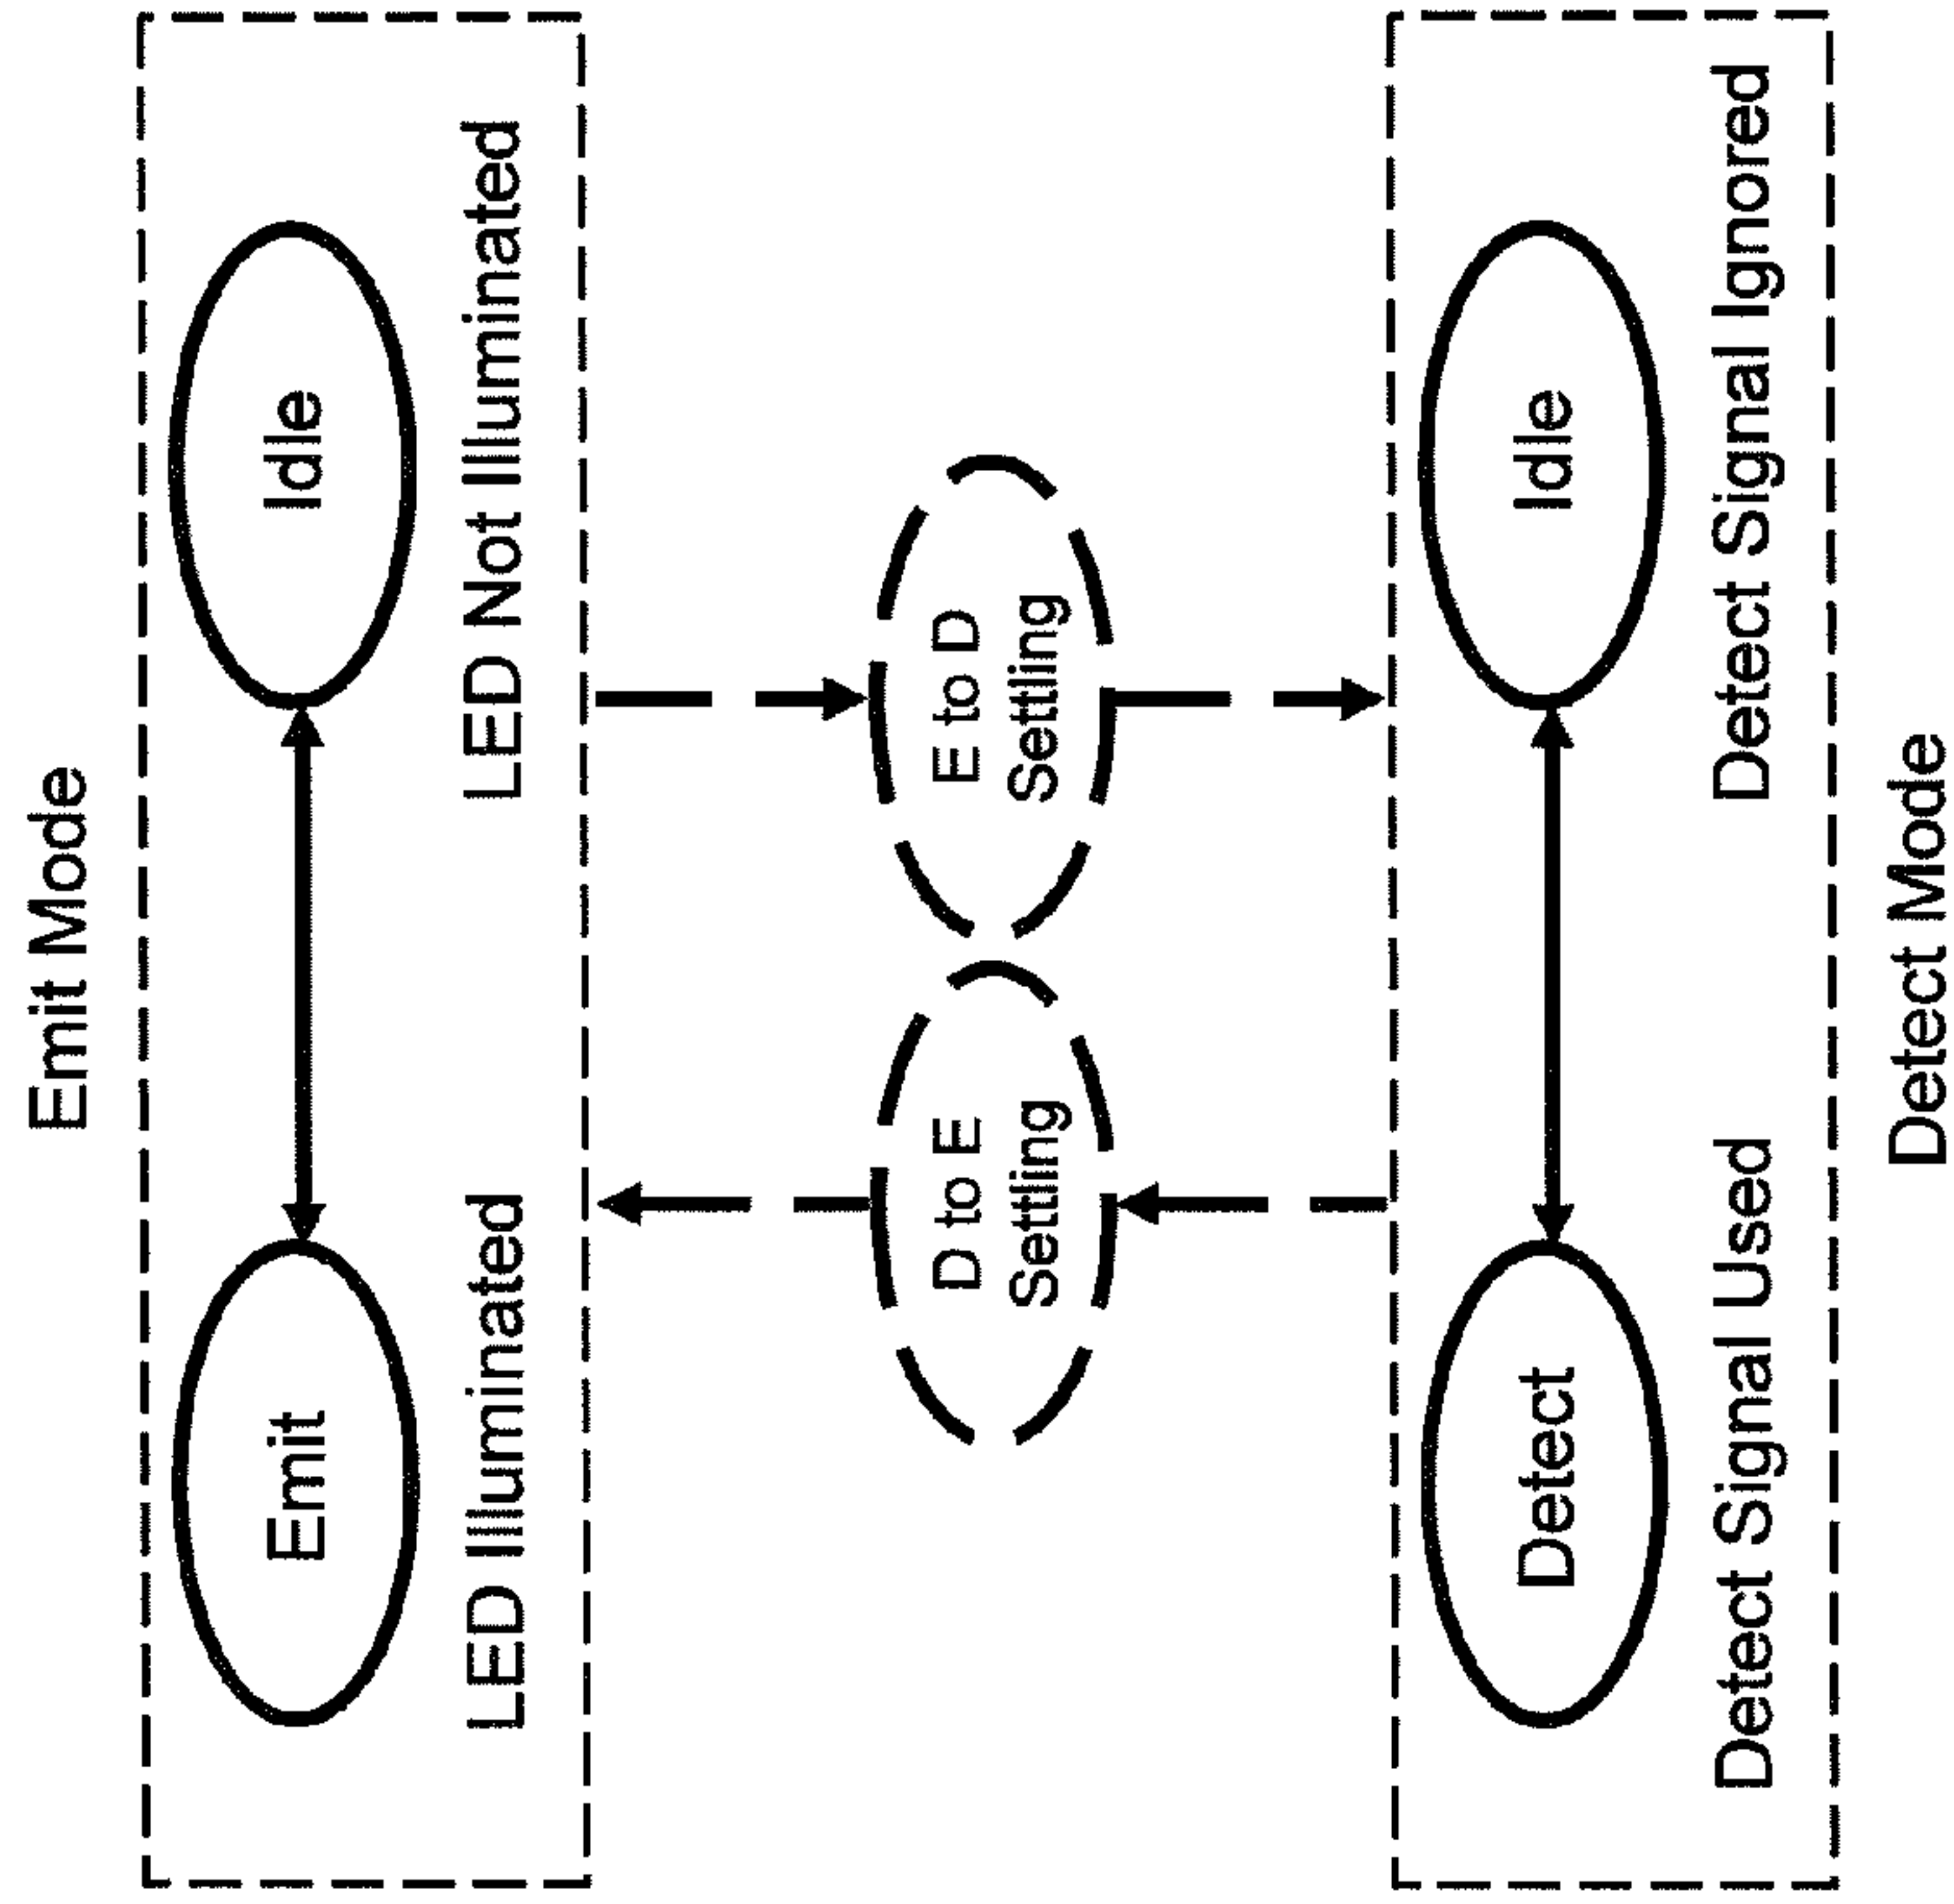 Emit Mode
Emit
Idle
LED Illuminated
LED Not Illuminated
D to E
Settling
E to D
Settling
Detect
Idle
Detect Signal Used
Detect Signal Ignored
Detect Mode